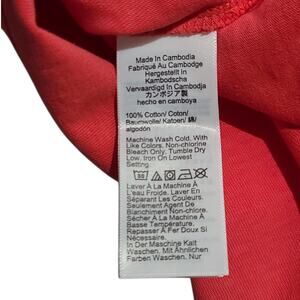 Made In Cambodia
Fabriqué Au Cambodge
Hergestellt In
Kambodscha
Vervaardigd In Cambodja
カンボジア製
hecho en camboya
100% Cotton/ Coton/
Baumwolle/ Katoen/ 綿/
algodón
Machine Wash Cold. With
Like Colors. Non-chlorine
Bleach Only. Tumble Dry
Low. Iron On Lowest
Setting.
Laver À La Machine À
L'eau Froide. Laver En
Séparant Les Couleurs.
Seulement Agent De
Blanchiment Non-chloré.
Sécher À La Machine À
Basse Température.
Repasser À Fer Doux Si
Nécessaire.
In Der Maschine Kalt
Waschen. Mit Ähnlichen
Farben Waschen. Nur